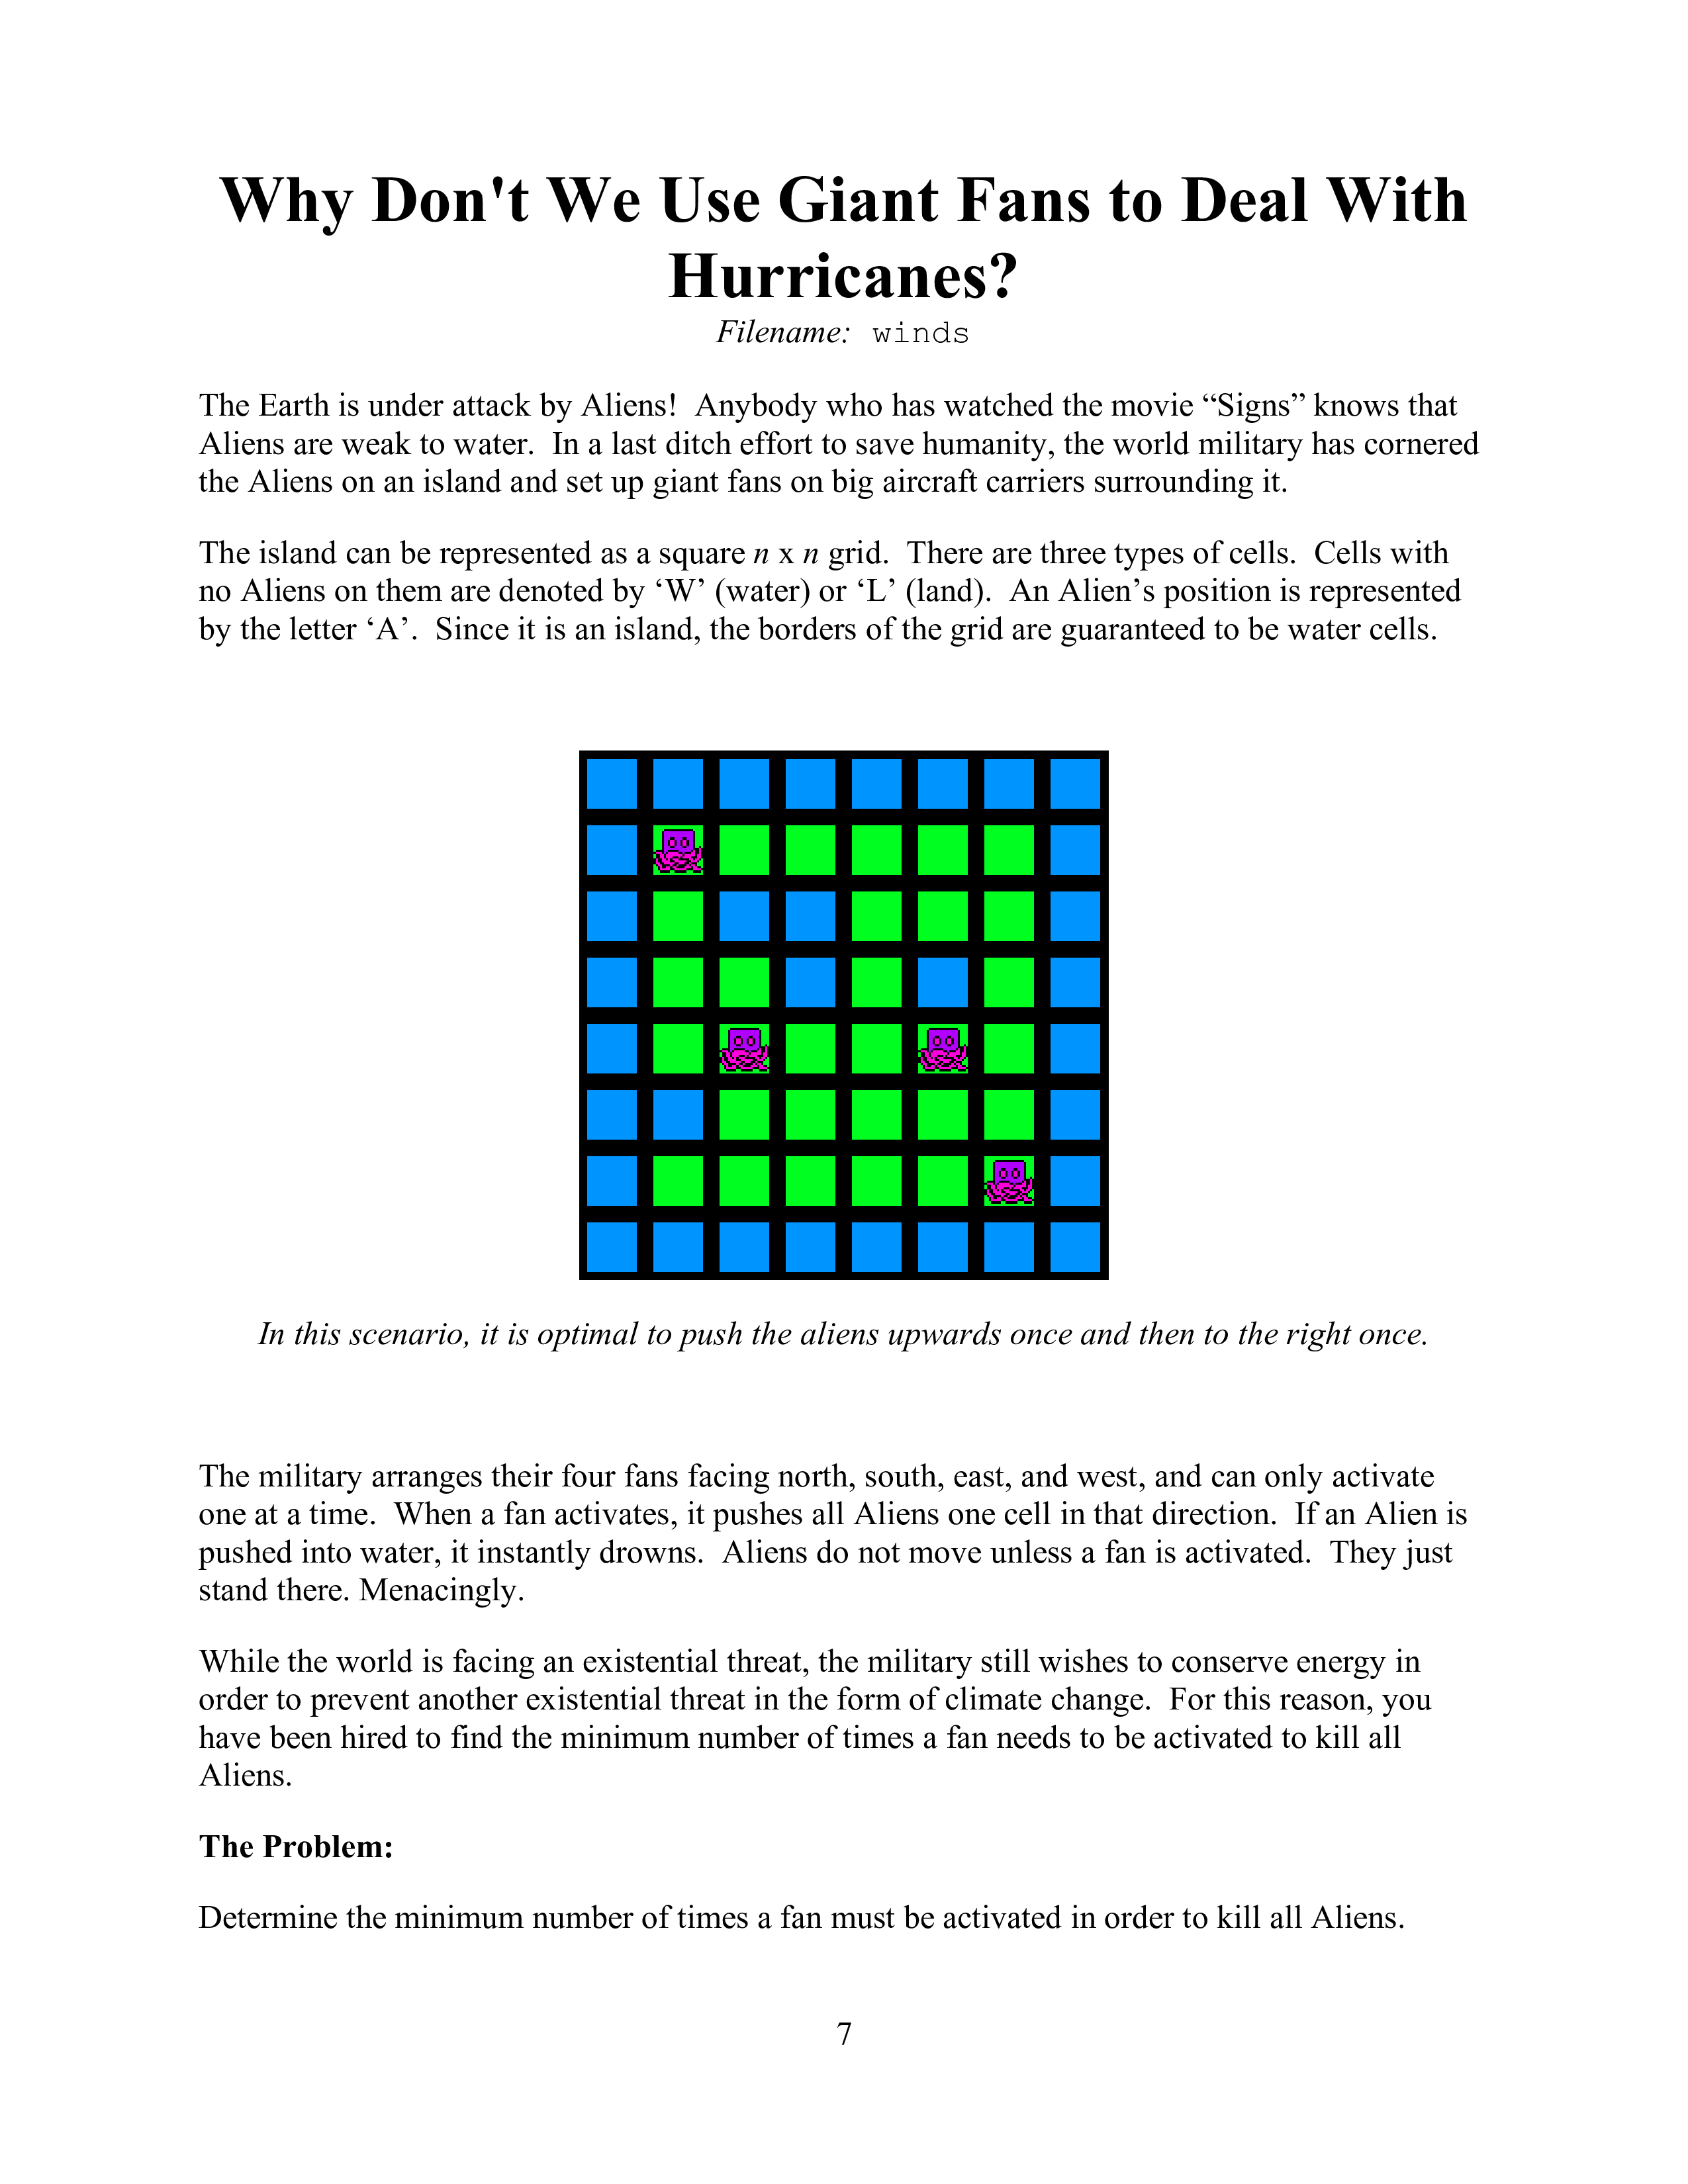 Why Don't We Use Giant Fans to Deal With
Hurricanes?
Filename: winds
The Earth is under attack by Aliens! Anybody who has watched the movie “Signs” knows that
Aliens are weak to water. In a last ditch effort to save humanity, the world military has cornered
the Aliens on an island and set up giant fans on big aircraft carriers surrounding it.
The island can be represented as a square n x n grid. There are three types of cells. Cells with
no Aliens on them are denoted by ‘W’ (water) or ‘L’ (land). An Alien’s position is represented
by the letter ‘A’. Since it is an island, the borders of the grid are guaranteed to be water cells.
In this scenario, it is optimal to push the aliens upwards once and then to the right once.
The military arranges their four fans facing north, south, east, and west, and can only activate
one at a time. When a fan activates, it pushes all Aliens one cell in that direction. If an Alien is
pushed into water, it instantly drowns. Aliens do not move unless a fan is activated. They just
stand there. Menacingly.
While the world is facing an existential threat, the military still wishes to conserve energy in
order to prevent another existential threat in the form of climate change. For this reason, you
have been hired to find the minimum number of times a fan needs to be activated to kill all
Aliens.
The Problem:
Determine the minimum number of times a fan must be activated in order to kill all Aliens.
7